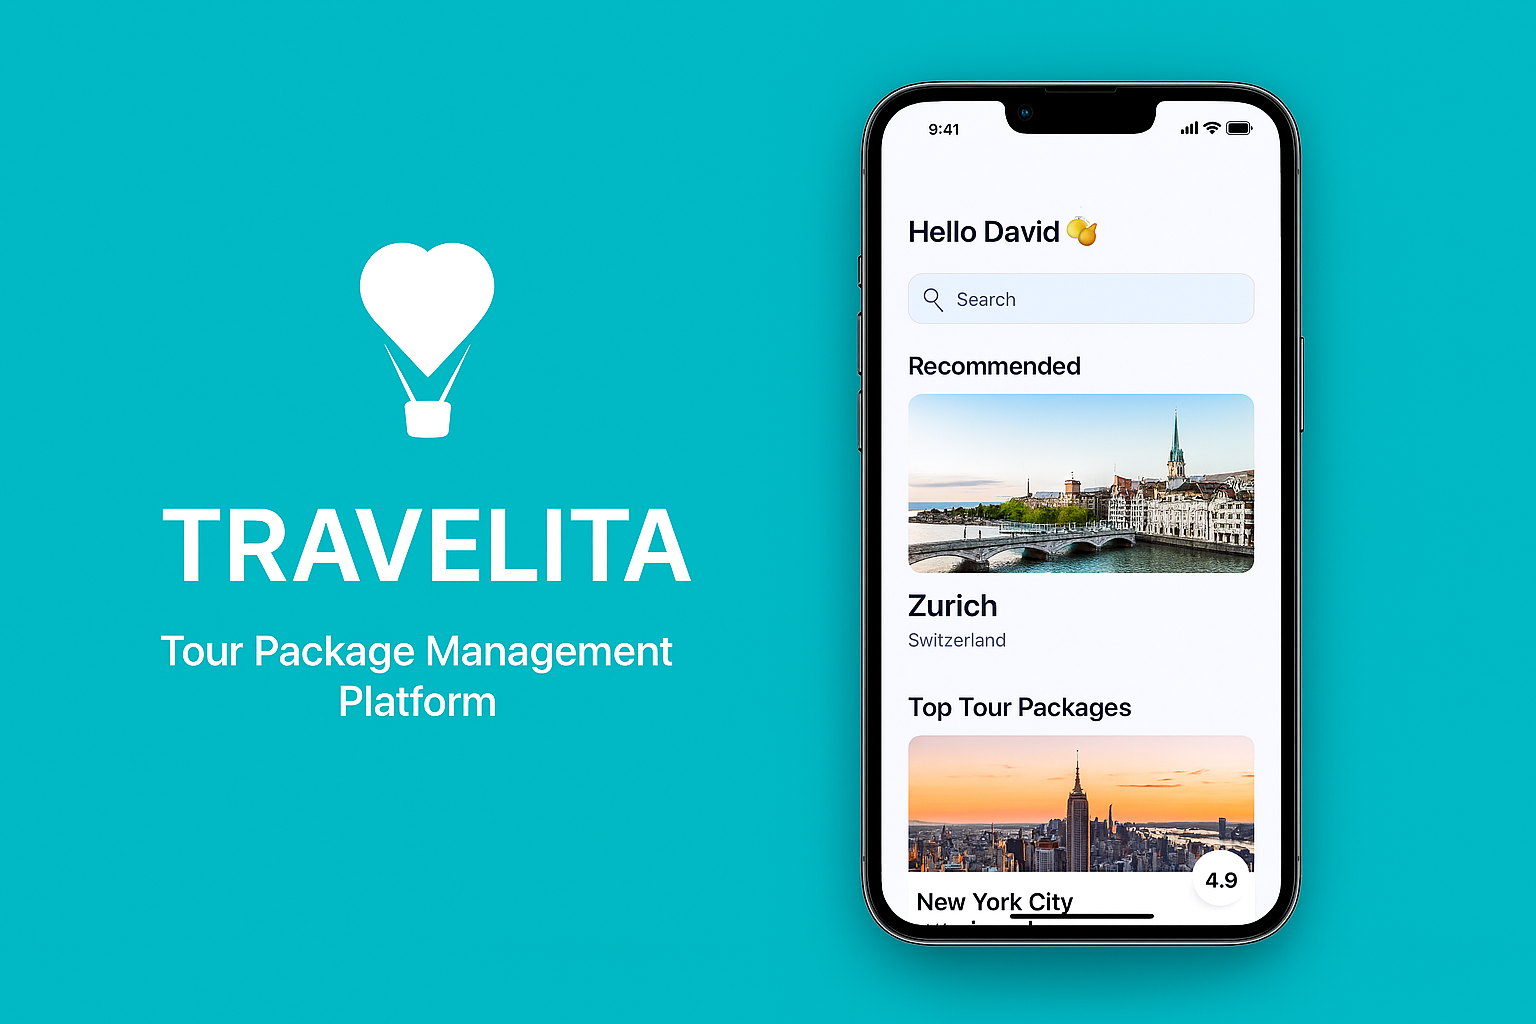 TRAVELITA
Tour Package Management
Platform
9:41
Hello David
Search
Recommended
Zurich
Switzerland
Top Tour Packages
4.9
New York City